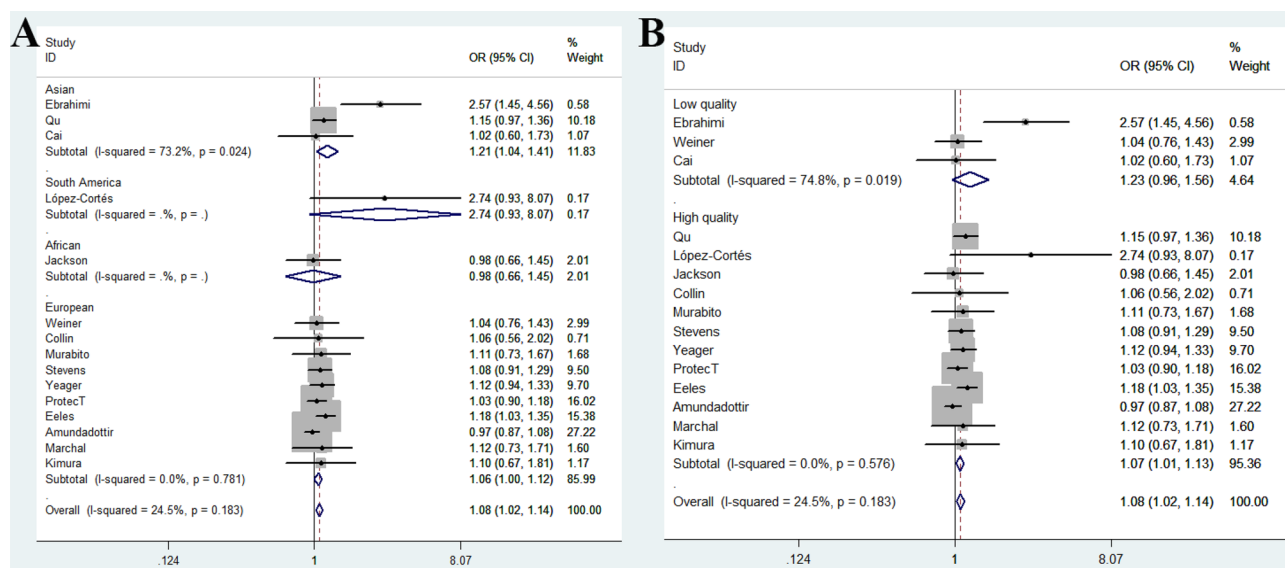 A
Study %
ID OR (95% CI) Weight
Asian
Ebrahimi 2.57 (1.45, 4.56) 0.58
Qu 1.15 (0.97, 1.36) 10.18
Cai 1.02 (0.60, 1.73) 1.07
Subtotal (I-squared = 73.2%, p = 0.024) 1.21 (1.04, 1.41) 11.83
.
South America
López-Cortés 2.74 (0.93, 8.07) 0.17
Subtotal (I-squared = .%, p = .) 2.74 (0.93, 8.07) 0.17
.
African
Jackson 0.98 (0.66, 1.45) 2.01
Subtotal (I-squared = .%, p = .) 0.98 (0.66, 1.45) 2.01
.
European
Weiner 1.04 (0.76, 1.43) 2.99
Collin 1.06 (0.56, 2.02) 0.71
Murabito 1.11 (0.73, 1.67) 1.68
Stevens 1.08 (0.91, 1.29) 9.50
Yeager 1.12 (0.94, 1.33) 9.70
ProtecT 1.03 (0.90, 1.18) 16.02
Eeles 1.18 (1.03, 1.35) 15.38
Amundadottir 0.97 (0.87, 1.08) 27.22
Marchal 1.12 (0.73, 1.71) 1.60
Kimura 1.10 (0.67, 1.81) 1.17
Subtotal (I-squared = 0.0%, p = 0.781) 1.06 (1.00, 1.12) 85.99
.
Overall (I-squared = 24.5%, p = 0.183) 1.08 (1.02, 1.14) 100.00
.124 1 8.07
B
Study %
ID OR (95% CI) Weight
Low quality
Ebrahimi 2.57 (1.45, 4.56) 0.58
Weiner 1.04 (0.76, 1.43) 2.99
Cai 1.02 (0.60, 1.73) 1.07
Subtotal (I-squared = 74.8%, p = 0.019) 1.23 (0.96, 1.56) 4.64
.
High quality
Qu 1.15 (0.97, 1.36) 10.18
López-Cortés 2.74 (0.93, 8.07) 0.17
Jackson 0.98 (0.66, 1.45) 2.01
Collin 1.06 (0.56, 2.02) 0.71
Murabito 1.11 (0.73, 1.67) 1.68
Stevens 1.08 (0.91, 1.29) 9.50
Yeager 1.12 (0.94, 1.33) 9.70
ProtecT 1.03 (0.90, 1.18) 16.02
Eeles 1.18 (1.03, 1.35) 15.38
Amundadottir 0.97 (0.87, 1.08) 27.22
Marchal 1.12 (0.73, 1.71) 1.60
Kimura 1.10 (0.67, 1.81) 1.17
Subtotal (I-squared = 0.0%, p = 0.576) 1.07 (1.01, 1.13) 95.36
.
Overall (I-squared = 24.5%, p = 0.183) 1.08 (1.02, 1.14) 100.00
.124 1 8.07